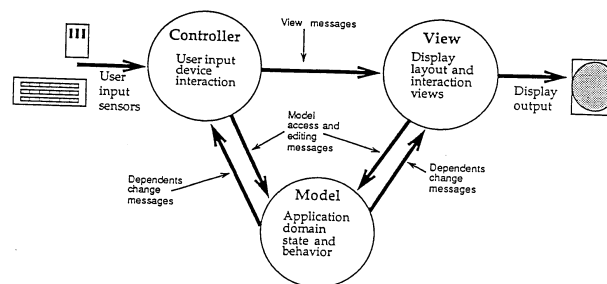 View messages
Controller
User input
device
interaction
View
Display
layout and
interaction
views
User
input
sensors
Display
output
Model
access and
editing
messages
Dependents
change
messages
Dependents
change
messages
Model
Application
domain
state and
behavior